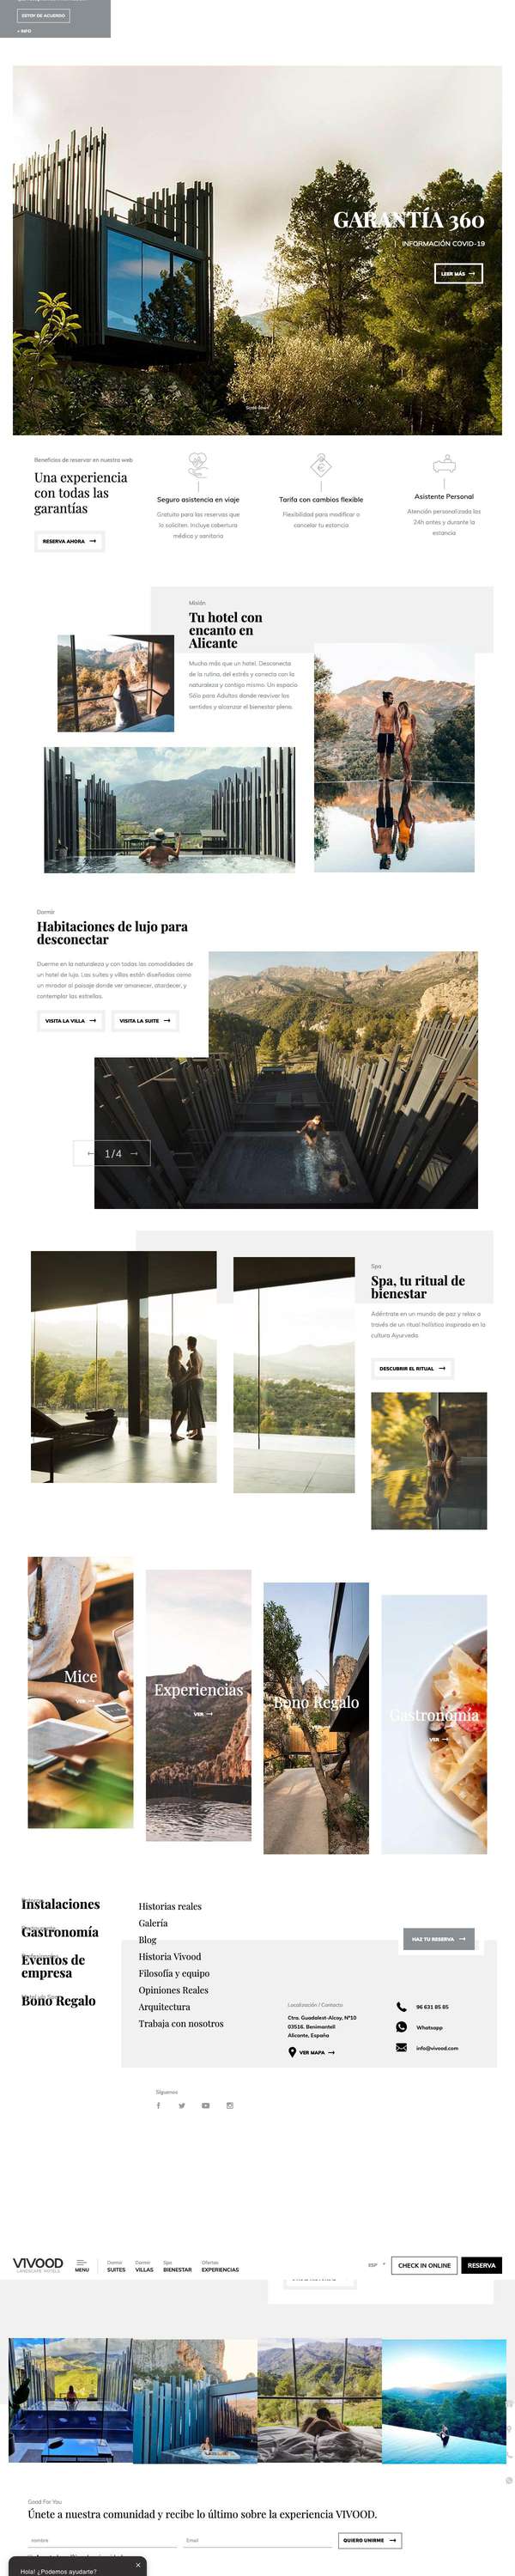 ESTOY DE ACUERDO
+ INFO
GARANTÍA 360
INFORMACIÓN COVID-19
LEER MÁS
Beneficios de reservar en nuestra web
Una experiencia
con todas las
garantías
RESERVA AHORA
Seguro asistencia en viaje
Gratuito para las reservas que
lo soliciten. Incluye cobertura
médica y sanitaria
Tarifa con cambios flexible
Flexibilidad para modificar o
cancelar tu estancia
Asistente Personal
Atención personalizada las
24h antes y durante la
estancia
Misión
Tu hotel con
encanto en
Alicante
Mucho más que un hotel. Desconecta
de la rutina, del estrés y conecta con la
naturaleza y contigo mismo. Un espacio
Sólo para Adultos donde reavivar los
sentidos y alcanzar el bienestar pleno.
Dormir
Habitaciones de lujo para
desconectar
Duerme en la naturaleza y con todas las comodidades de
un hotel de lujo. Las suites y villas están diseñadas como
un mirador al paisaje donde ver amanecer, atardecer, y
contemplar las estrellas.
VISITA LA VILLA
VISITA LA SUITE
1/4
Spa
Spa, tu ritual de
bienestar
Adéntrate en un mundo de paz y relax a
través de un ritual holístico inspirado en la
cultura Ayurveda.
DESCUBRIR EL RITUAL
Mice
VER
Experiencias
VER
Bono Regalo
Gastronomía
VER
Instalaciones
Gastronomía
Eventos de
empresa
Bono Regalo
Historias reales
Galería
Blog
Historia Vivood
Filosofía y equipo
Opiniones Reales
Arquitectura
Trabaja con nosotros
HAZ TU RESERVA
Localización / Contacto
Ctra. Guadalest-Alcoy, Nº10
03516, Benimantell
Alicante, España
VER MAPA
96 631 85 85
Whatsapp
info@vivood.com
Síguenos
VIVOOD
LANDSCAPE HOTELS
MENU
Dormir
SUITES
Dormir
VILLAS
Spa
BIENESTAR
Ofertas
EXPERIENCIAS
ESP
CHECK IN ONLINE
RESERVA
Good For You
Únete a nuestra comunidad y recibe lo último sobre la experiencia VIVOOD.
nombre
Email
QUIERO UNIRME
Hola! ¿Podemos ayudarte?